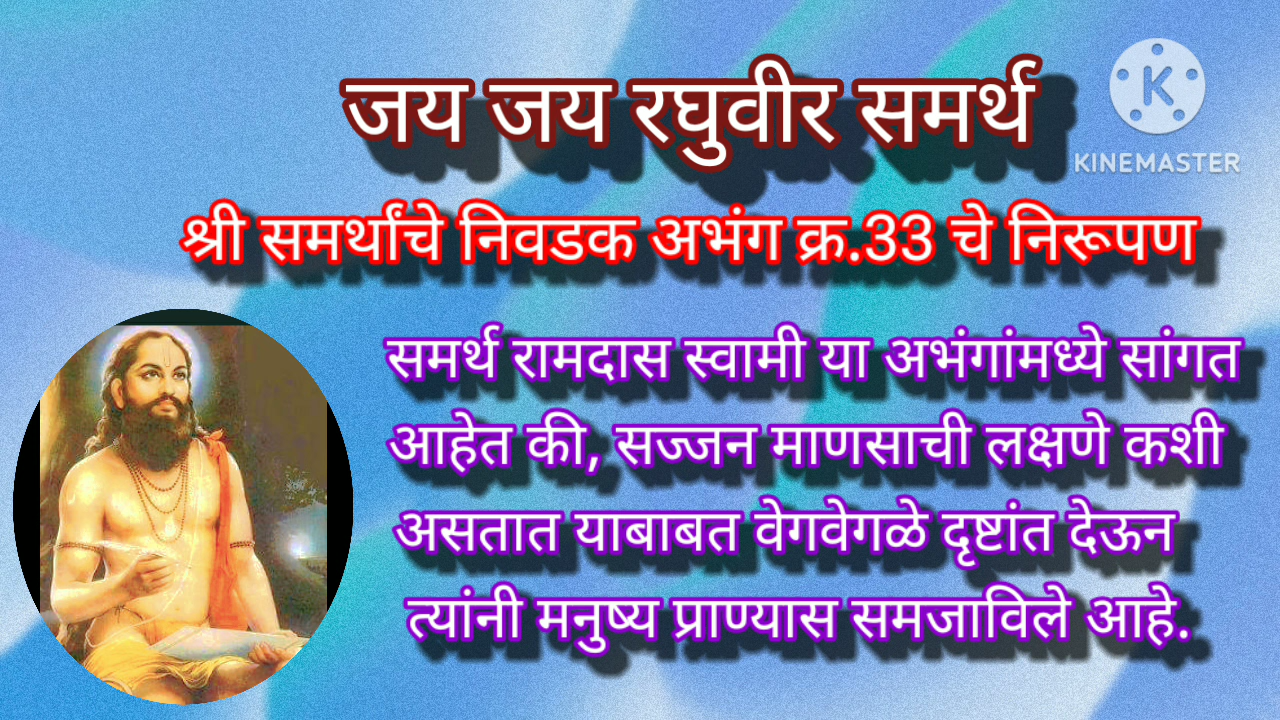 जय जय रघुवीर समर्थ
KINEMASTER
श्री समर्थांचे निवडक अभंग क्र.33 चे निरूपण
समर्थ रामदास स्वामी या अभंगांमध्ये सांगत
आहेत की, सज्जन माणसाची लक्षणे कशी
असतात याबाबत वेगवेगळे दृष्टांत देऊन
त्यांनी मनुष्य प्राण्यास समजाविले आहे.